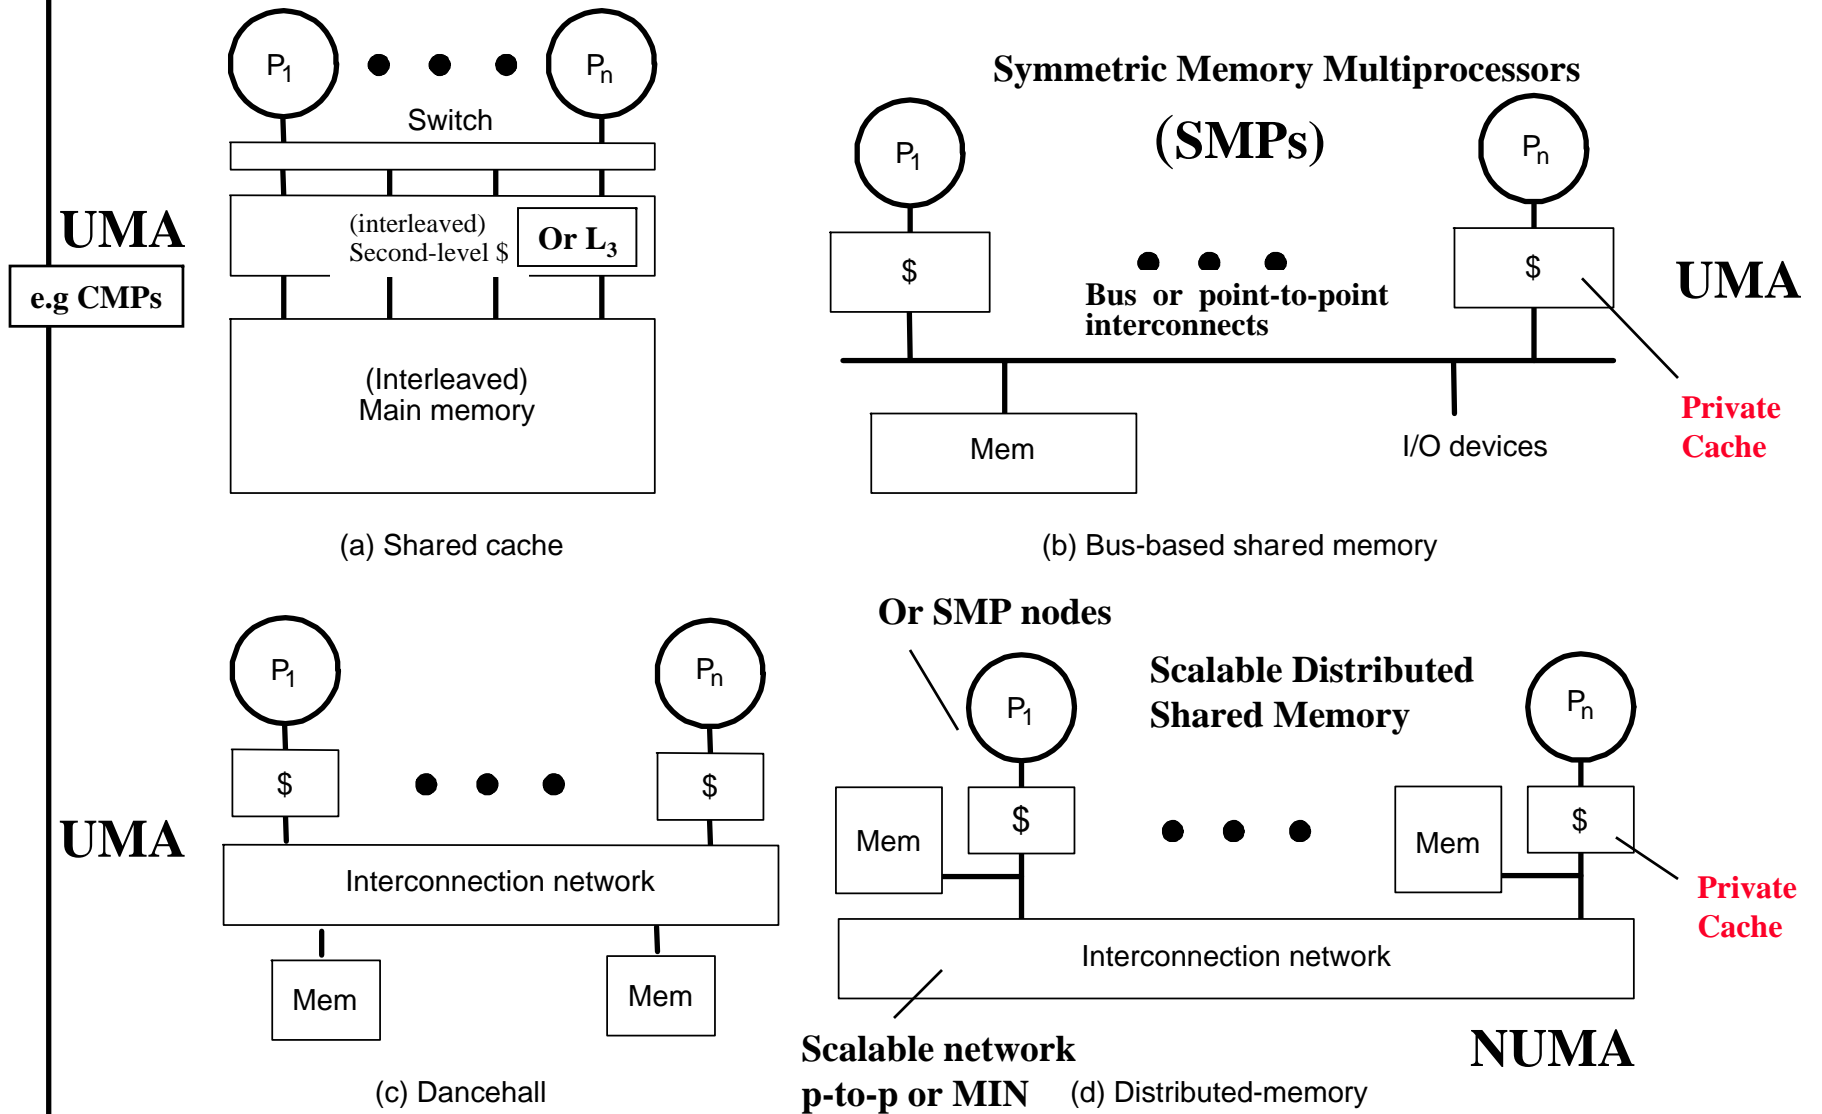 P1
Pn
Switch
UMA
(interleaved)
Second-level $
Or L3
e.g CMPs
(Interleaved)
Main memory
(a) Shared cache
Symmetric Memory Multiprocessors
(SMPs)
P1
Pn
$
$
Bus or point-to-point
interconnects
UMA
Private
Cache
Mem
I/O devices
(b) Bus-based shared memory
P1
Pn
$
$
UMA
Interconnection network
Mem
Mem
(c) Dancehall
Or SMP nodes
Scalable Distributed
Shared Memory
P1
Pn
Mem
$
Mem
$
Private
Cache
Interconnection network
Scalable network
p-to-p or MIN
NUMA
(d) Distributed-memory